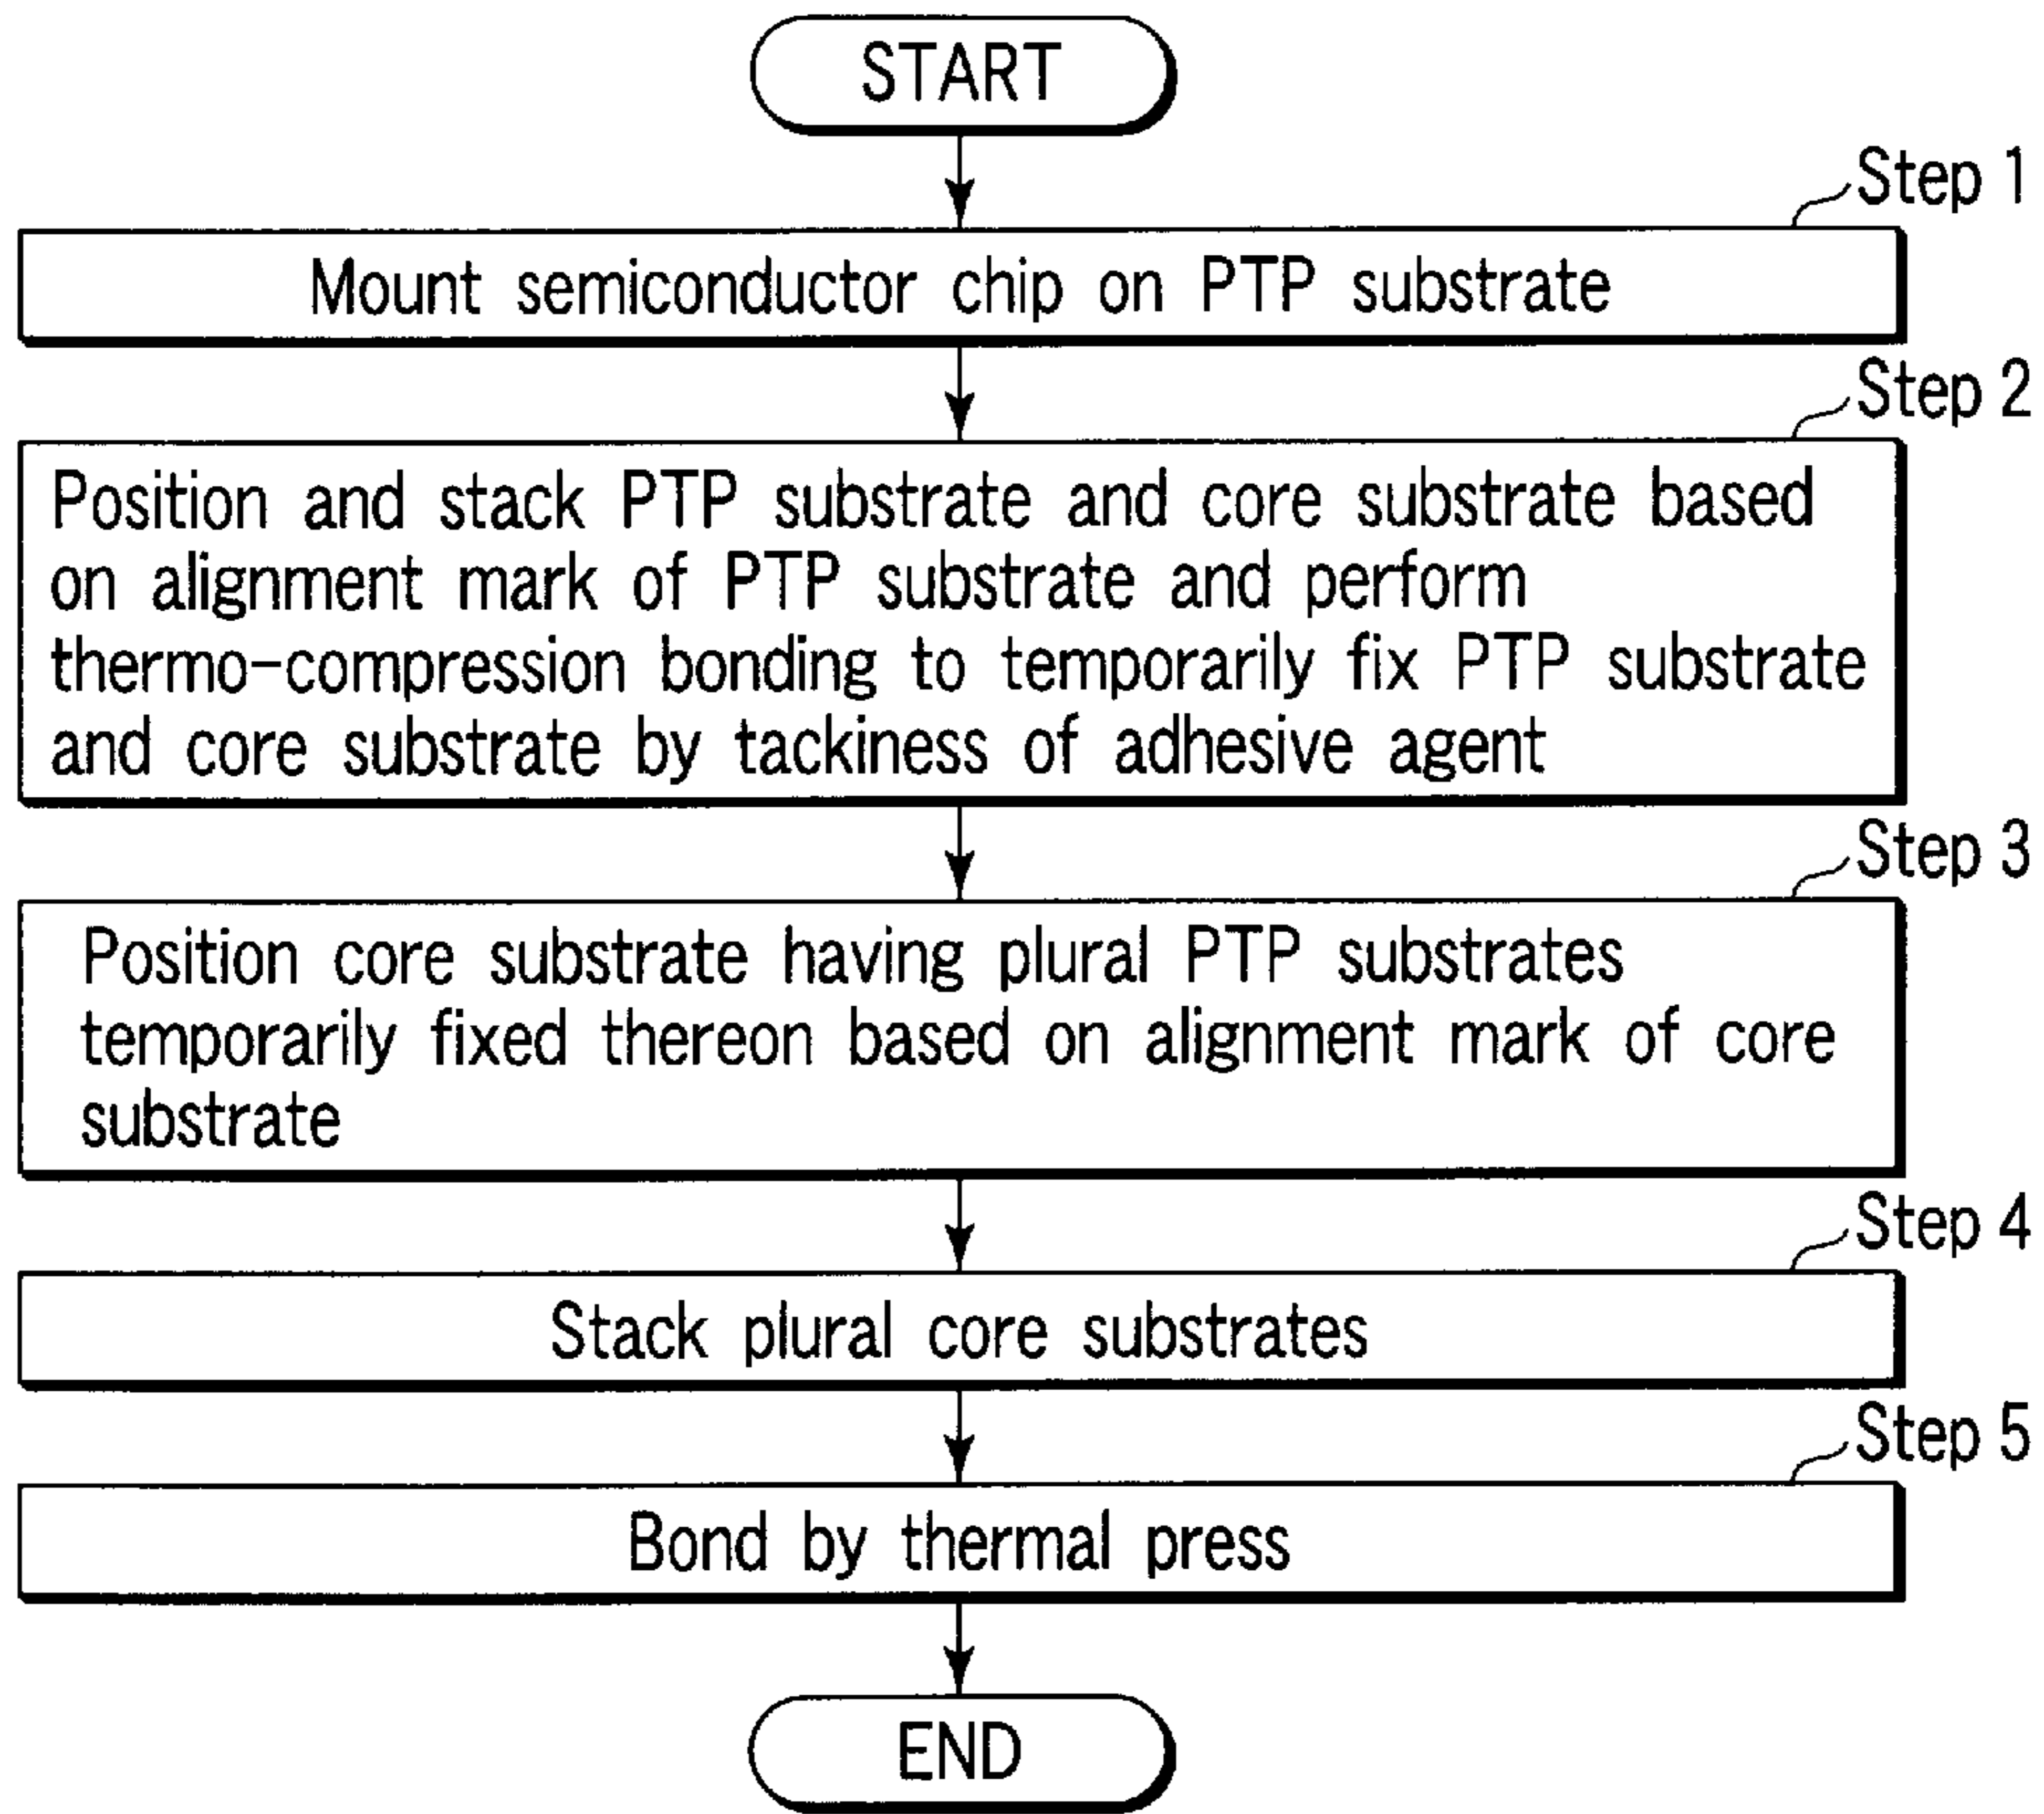 START
Step 1
Mount semiconductor chip on PTP substrate
Step 2
Position and stack PTP substrate and core substrate based
on alignment mark of PTP substrate and perform
thermo-compression bonding to temporarily fix PTP substrate
and core substrate by tackiness of adhesive agent
Step 3
Position core substrate having plural PTP substrates
temporarily fixed thereon based on alignment mark of core
substrate
Step 4
Stack plural core substrates
Step 5
Bond by thermal press
END